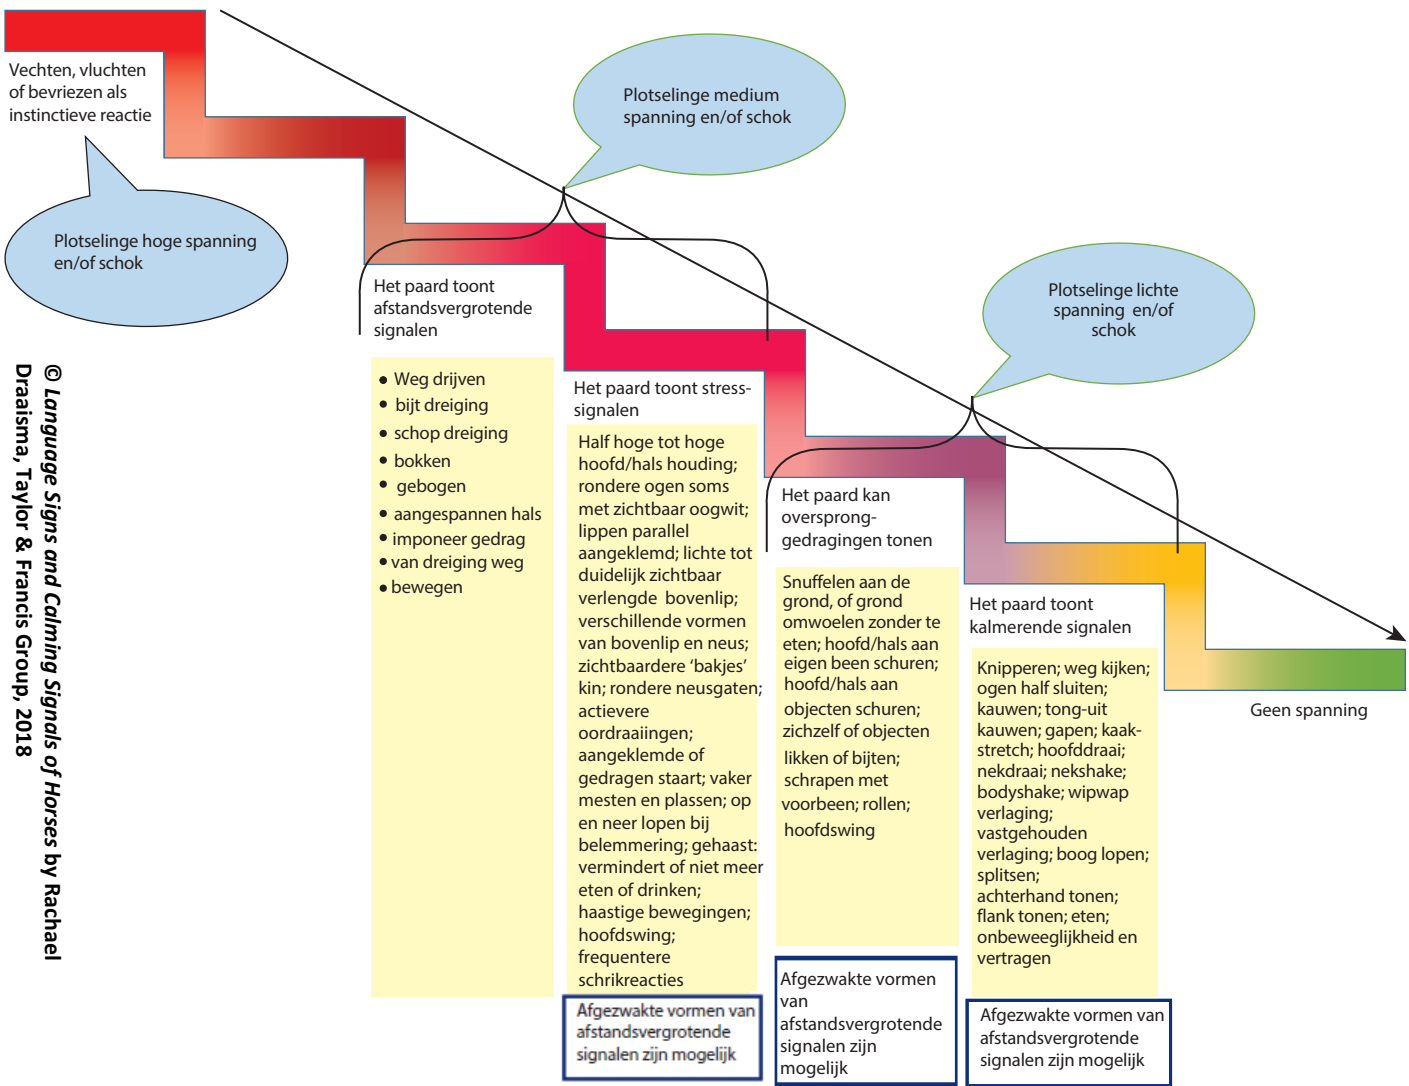 Vechten, vluchten
of bevriezen als
instinctieve reactie
Plotselinge hoge spanning
en/of schok
Plotselinge medium
spanning en/of schok
Plotselinge lichte
spanning en/of
schok
Het paard toont
afstandsvergrotende
signalen
• Weg drijven
• bijt dreiging
• schop dreiging
• bokken
• gebogen
• aangespannen hals
• imponeer gedrag
• van dreiging weg
• bewegen
Het paard toont stress-
signalen
Half hoge tot hoge
hoofd/hals houding;
rondere ogen soms
met zichtbaar oogwit;
lippen parallel
aangeklemd; lichte tot
duidelijk zichtbaar
verlengde bovenlip;
verschillende vormen
van bovenlip en neus;
zichtbaardere ‘bakjes’
kin; rondere neusgaten;
actievere
oordraaiingen;
aangeklemde of
gedragen staart; vaker
mesten en plassen; op
en neer lopen bij
belemmering; gehaast:
vermindert of niet meer
eten of drinken;
haastige bewegingen;
hoofdswing;
frequentere
schrikreacties
Afgezwakte vormen van
afstandsvergrotende
signalen zijn mogelijk
Het paard kan
oversprong-
gedragingen tonen
Snuffelen aan de
grond, of grond
omwoelen zonder te
eten; hoofd/hals aan
eigen been schuren;
hoofd/hals aan
objecten schuren;
zichzelf of objecten
likken of bijten;
schrapen met
voorbeen; rollen;
hoofdswing
Afgezwakte vormen
van
afstandsvergrotende
signalen zijn
mogelijk
Het paard toont
kalmerende signalen
Knipperen; weg kijken;
ogen half sluiten;
kauwen; tong-uit
kauwen; gapen; kaak-
stretch; hoofddraai;
nekdraai; nekshake;
bodyshake; wipwap
verlaging;
vastgehouden
verlaging; boog lopen;
splitsen;
achterhand tonen;
flank tonen; eten;
onbeweeglijkheid en
vertragen
Afgezwakte vormen van
afstandsvergrotende
signalen zijn mogelijk
Geen spanning
© Language Signs and Calming Signals of Horses by Rachael
Draaisma, Taylor & Francis Group, 2018